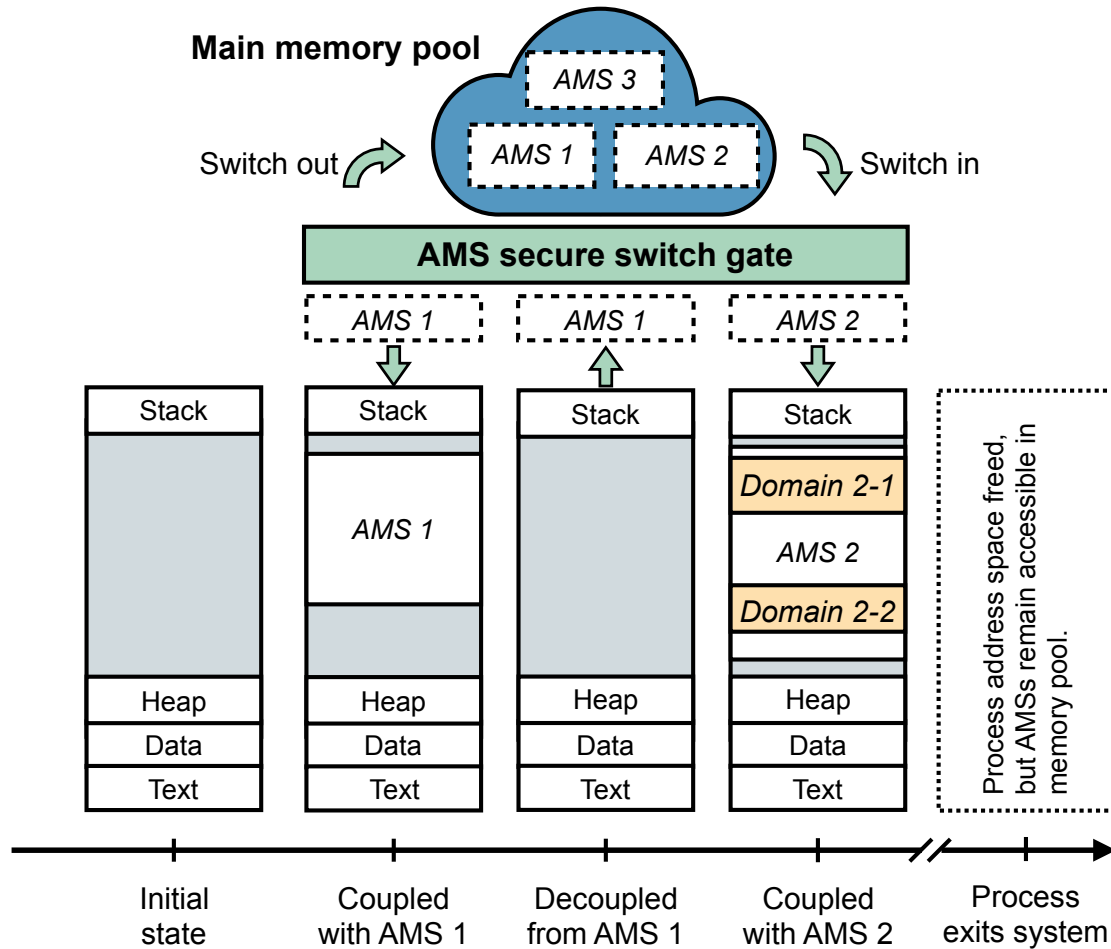 Main memory pool
AMS 3
AMS 1
AMS 2
Switch out
Switch in
AMS secure switch gate
AMS 1
AMS 1
AMS 2
Stack
Heap
Data
Text
Stack
AMS 1
Heap
Data
Text
Stack
Heap
Data
Text
Stack
Domain 2-1
AMS 2
Domain 2-2
Heap
Data
Text
Process address space freed,
but AMSs remain accessible in
memory pool.
Initial
state
Coupled
with AMS 1
Decoupled
from AMS 1
Coupled
with AMS 2
Process
exits system